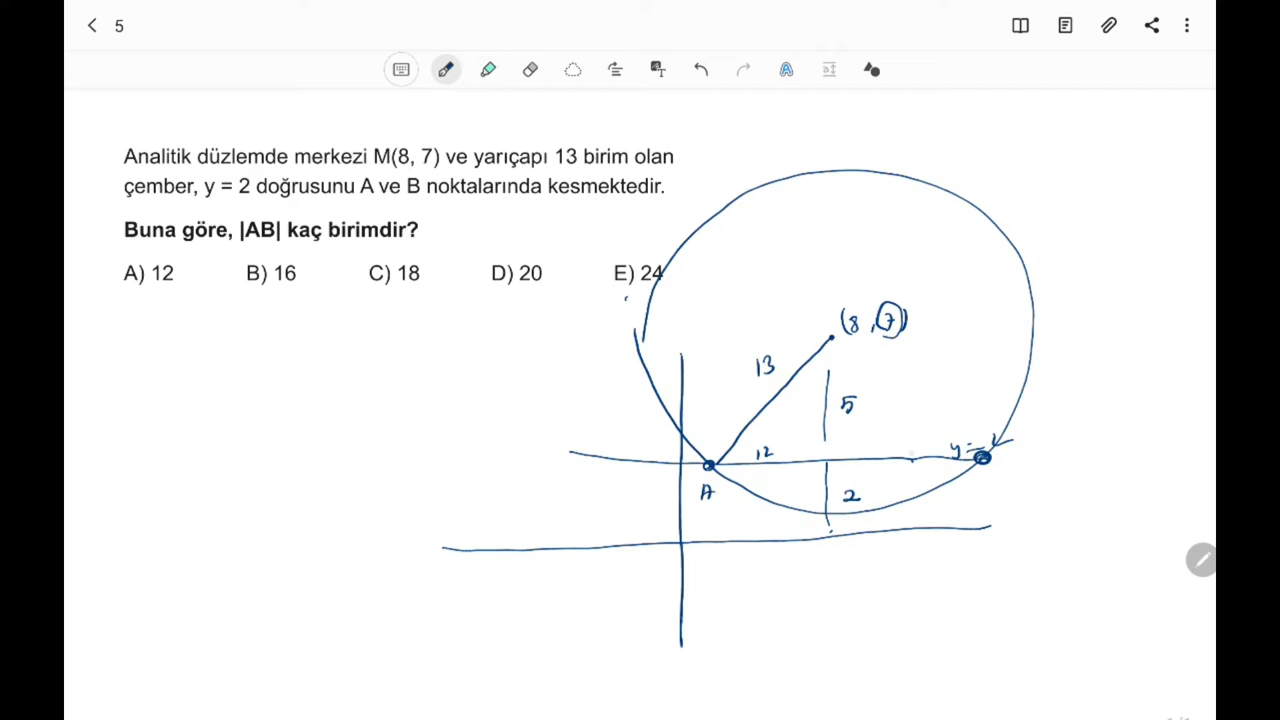 5
Analitik düzlemde merkezi M(8, 7) ve yarıçapı 13 birim olan
çember, y = 2 doğrusunu A ve B noktalarında kesmektedir.
Buna göre, |AB| kaç birimdir?
A) 12 B) 16 C) 18 D) 20 E) 24
(8, 7)
13
5
12
y =
A
2